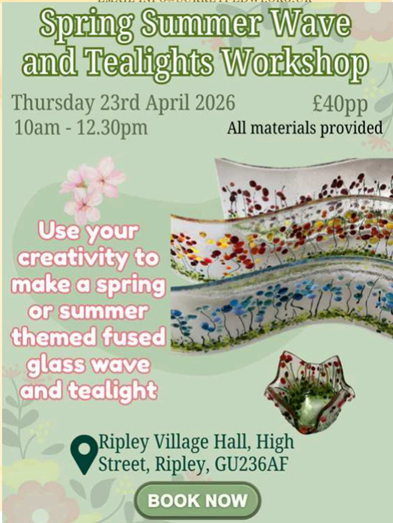 Spring Summer Wave
and Tealights Workshop
Thursday 23rd April 2026
£40pp
10am - 12.30pm
All materials provided
Use your
creativity to
make a spring
or summer
themed fused
glass wave
and tealight
Ripley Village Hall, High
Street, Ripley, GU236AF
BOOK NOW